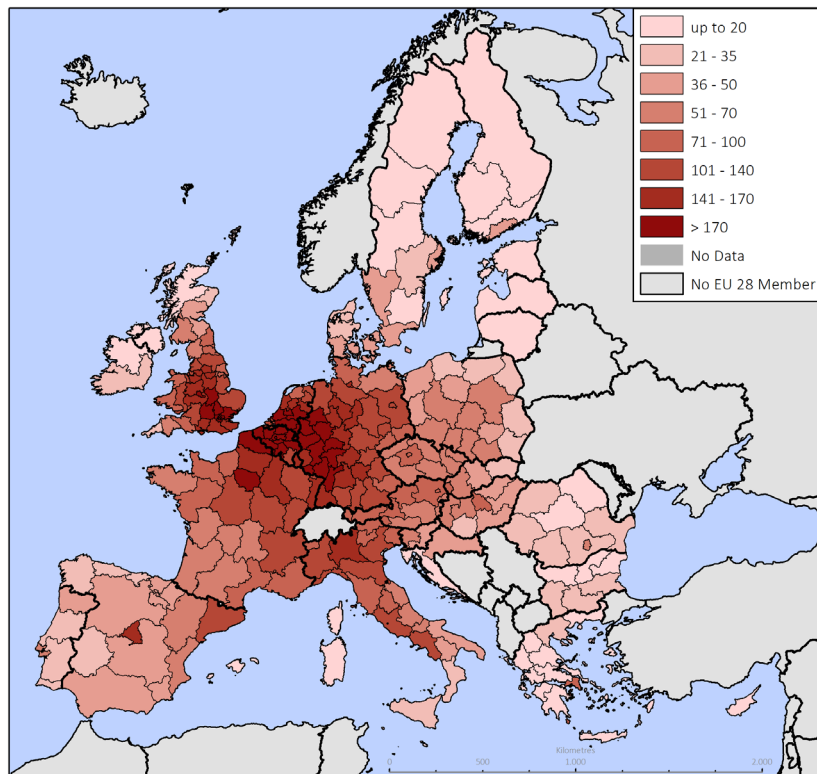 up to 20
21 - 35
36 - 50
51 - 70
71 - 100
101 - 140
141 - 170
> 170
No Data
No EU 28 Member
Kilometres
0 500 1.000 2.000